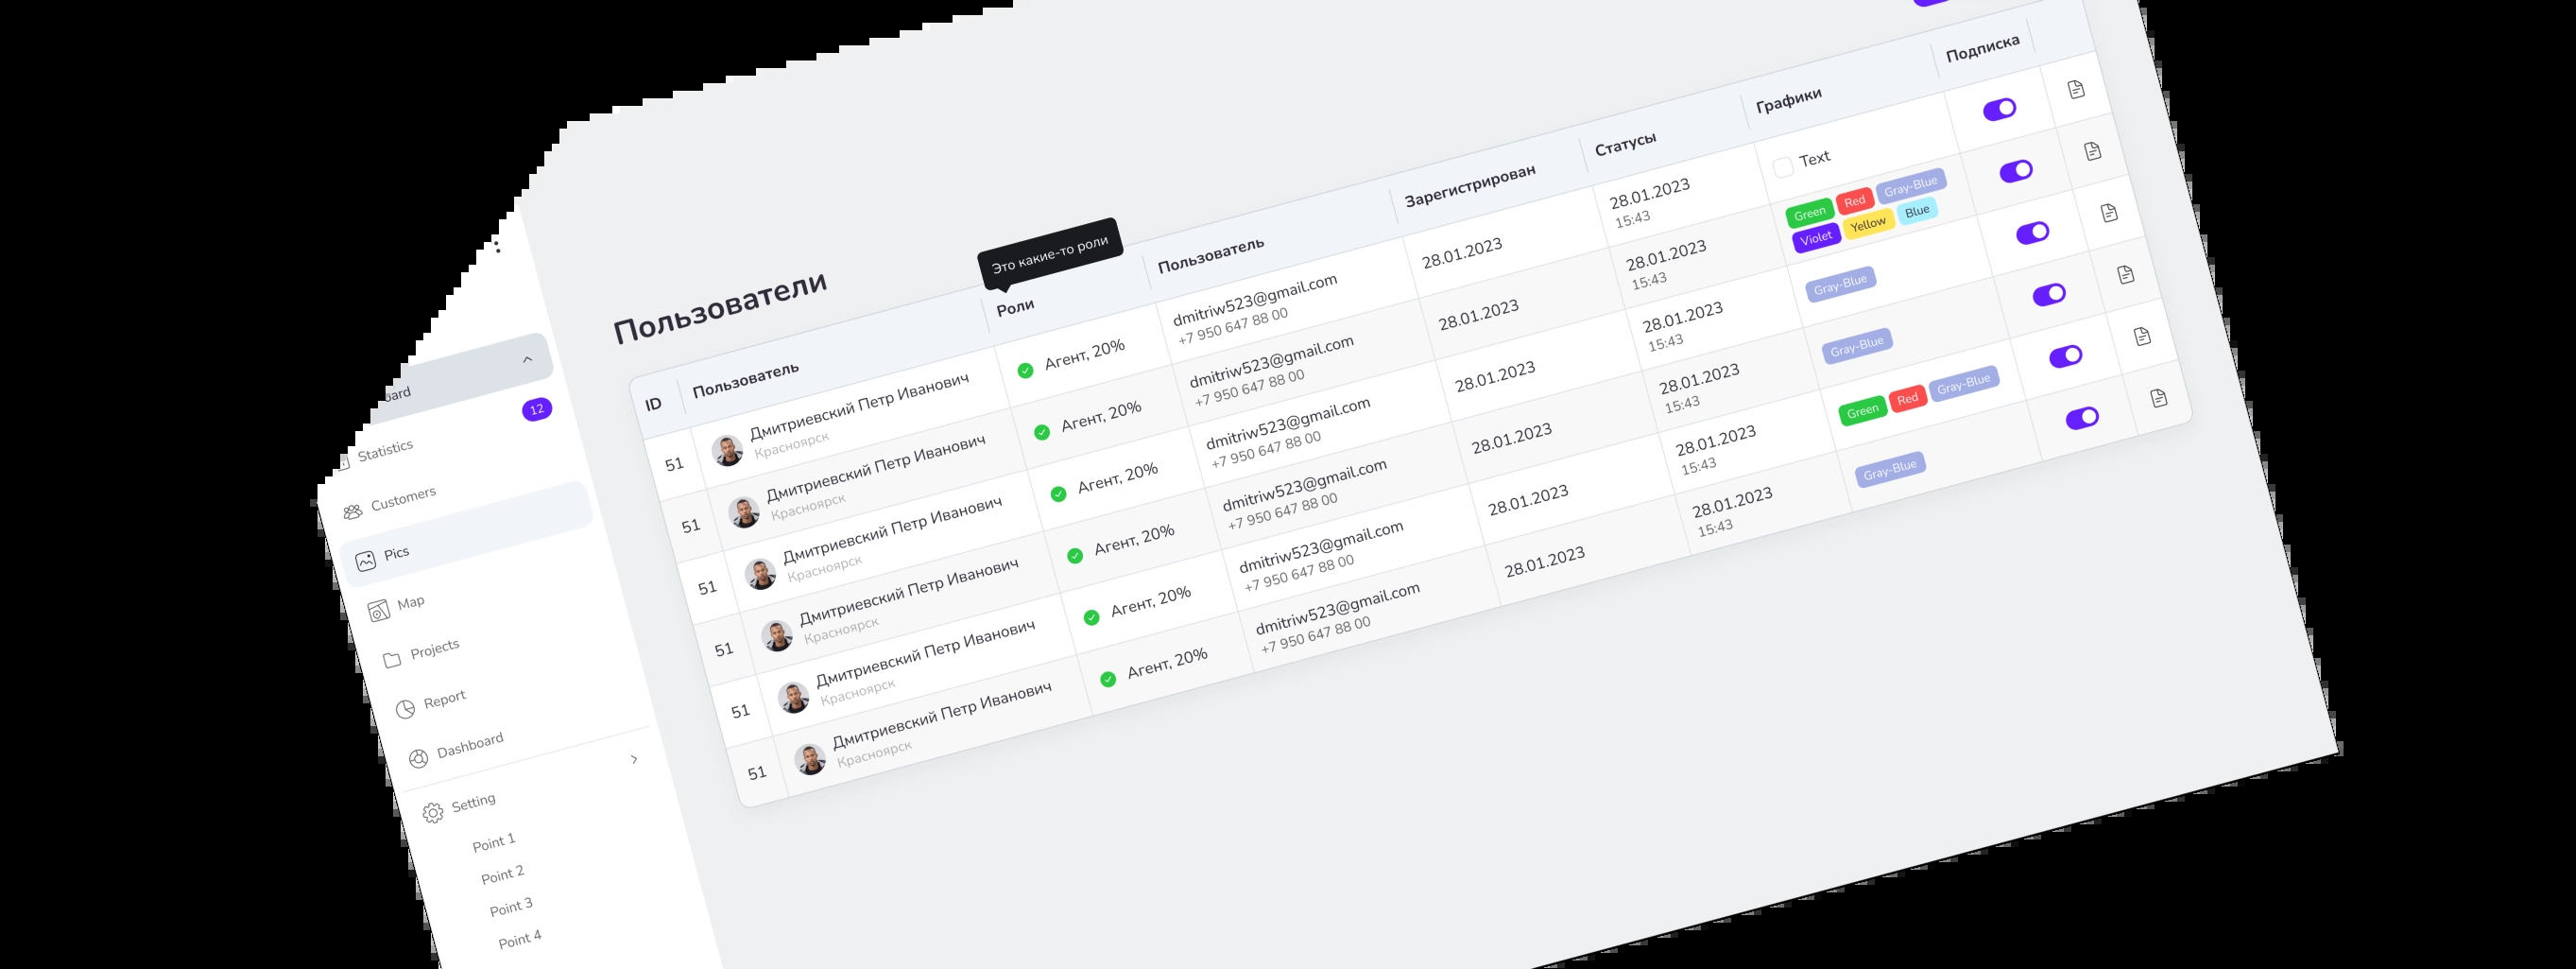 12
Statistics
Customers
Pics
Map
Projects
Report
Dashboard
Setting
Point 1
Point 2
Point 3
Point 4
Пользователи
Это какие-то роли
ID Пользователь Роли Пользователь Зарегистрирован Статусы Графики Подписка
51 Дмитриевский Петр Иванович Агент, 20% dmitriw523@gmail.com 28.01.2023 28.01.2023 Text
Красноярск +7 950 647 88 00 15:43
51 Дмитриевский Петр Иванович Агент, 20% dmitriw523@gmail.com 28.01.2023 28.01.2023 Green Red Gray-Blue
Красноярск +7 950 647 88 00 15:43 Violet Yellow Blue
51 Дмитриевский Петр Иванович Агент, 20% dmitriw523@gmail.com 28.01.2023 28.01.2023 Gray-Blue
Красноярск +7 950 647 88 00 15:43
51 Дмитриевский Петр Иванович Агент, 20% dmitriw523@gmail.com 28.01.2023 28.01.2023 Gray-Blue
Красноярск +7 950 647 88 00 15:43
51 Дмитриевский Петр Иванович Агент, 20% dmitriw523@gmail.com 28.01.2023 28.01.2023 Green Red Gray-Blue
Красноярск +7 950 647 88 00 15:43
51 Дмитриевский Петр Иванович Агент, 20% dmitriw523@gmail.com 28.01.2023 28.01.2023 Gray-Blue
Красноярск +7 950 647 88 00 15:43